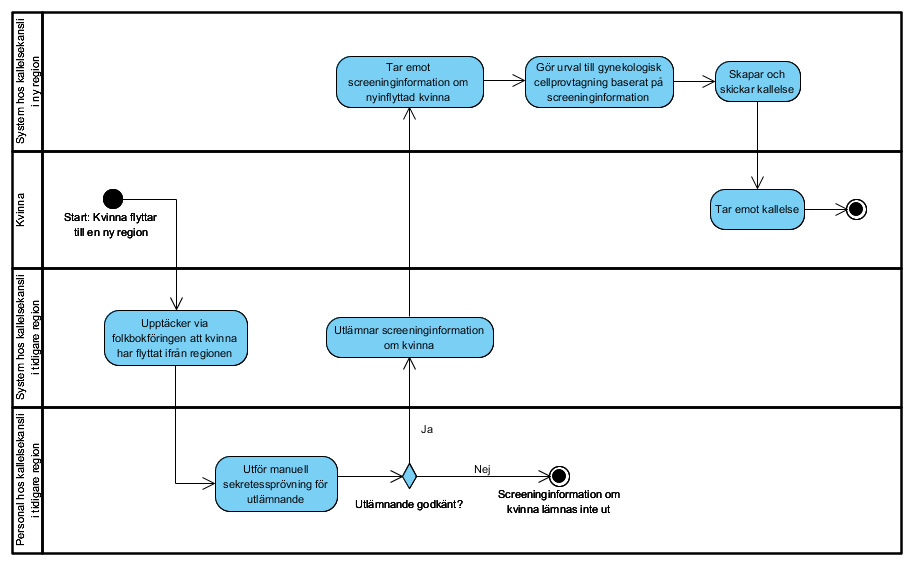 System hos kallelsekansli
i ny region
Tar emot
screeninginformation om
nyinflyttad kvinna
Gör urval till gynekologisk
cellprovtagning baserat på
screeninginformation
Skapar och
skickar kallelse
Kvinna
Start: Kvinna flyttar
till en ny region
Tar emot kallelse
System hos kallelsekansli
i tidigare region
Upptäcker via
folkbokföringen att kvinna
har flyttat ifrån regionen
Utlämnar screeninginformation
om kvinna
Personal hos kallelsekansli
i tidigare region
Utför manuell
sekretessprövning för
utlämnande
Ja
Utlämnande godkänt?
Nej
Screeninginformation om
kvinna lämnas inte ut